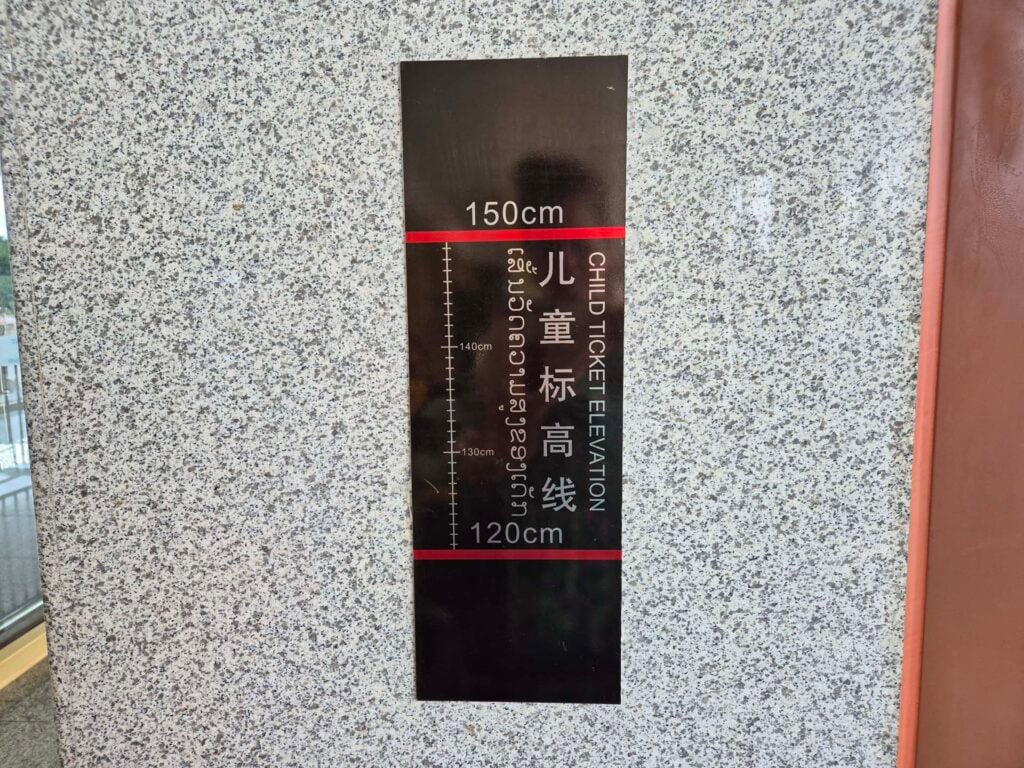 150cm
CHILD TICKET ELEVATION
儿童标高线
ເສັ້ນວັດຄວາມສູງຂອງເດັກ
140cm
130cm
120cm